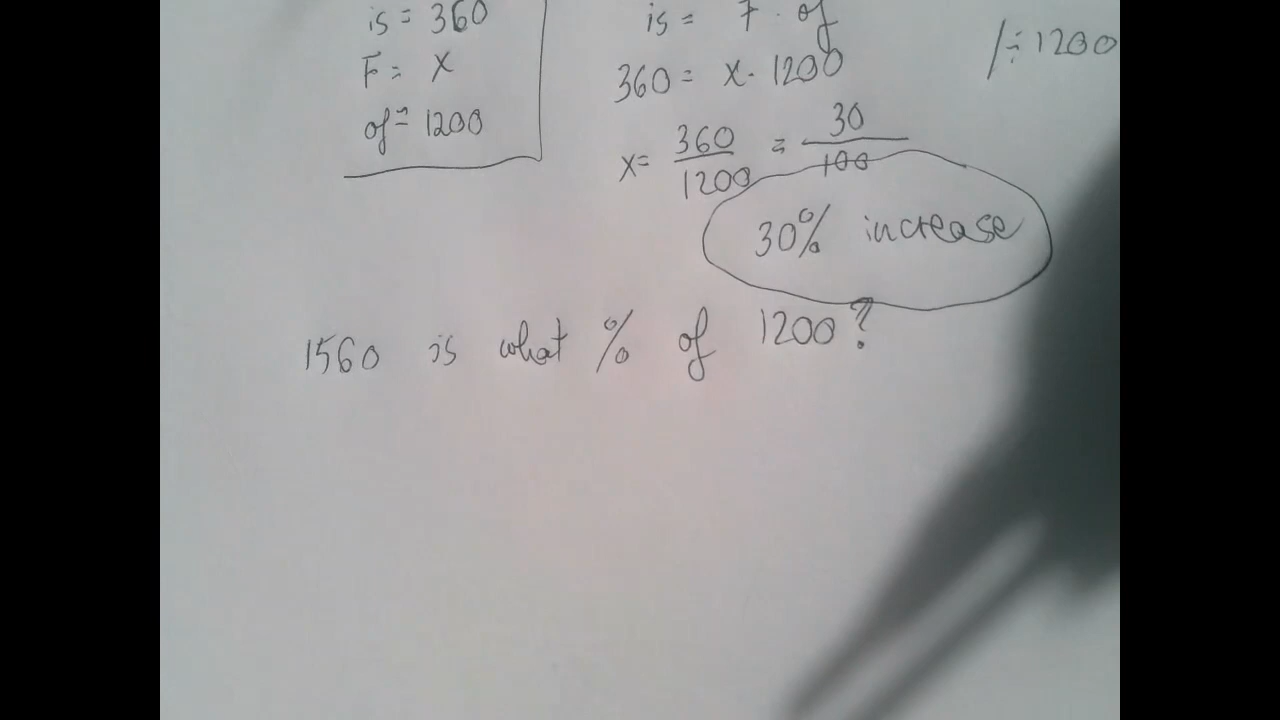 is = 360
F = x
of = 1200
is = F · of
360 = x · 1200
x = 360/1200 = 30/100
/÷ 1200
30% increase
1560 is what % of 1200?